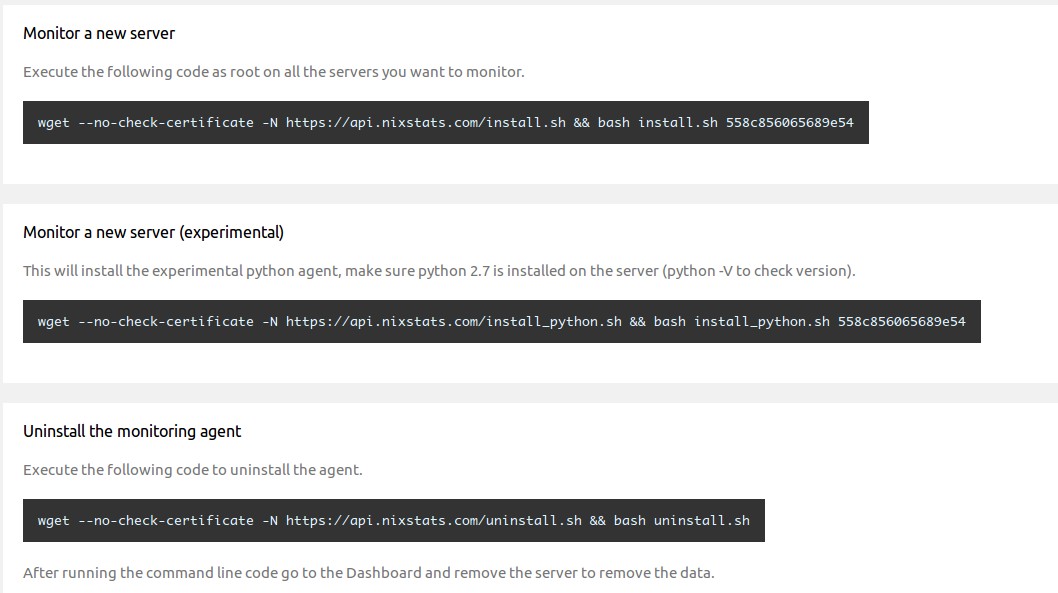 Monitor a new server
Execute the following code as root on all the servers you want to monitor.
wget --no-check-certificate -N https://api.nixstats.com/install.sh && bash install.sh 558c856065689e54
Monitor a new server (experimental)
This will install the experimental python agent, make sure python 2.7 is installed on the server (python -V to check version).
wget --no-check-certificate -N https://api.nixstats.com/install_python.sh && bash install_python.sh 558c856065689e54
Uninstall the monitoring agent
Execute the following code to uninstall the agent.
wget --no-check-certificate -N https://api.nixstats.com/uninstall.sh && bash uninstall.sh
After running the command line code go to the Dashboard and remove the server to remove the data.